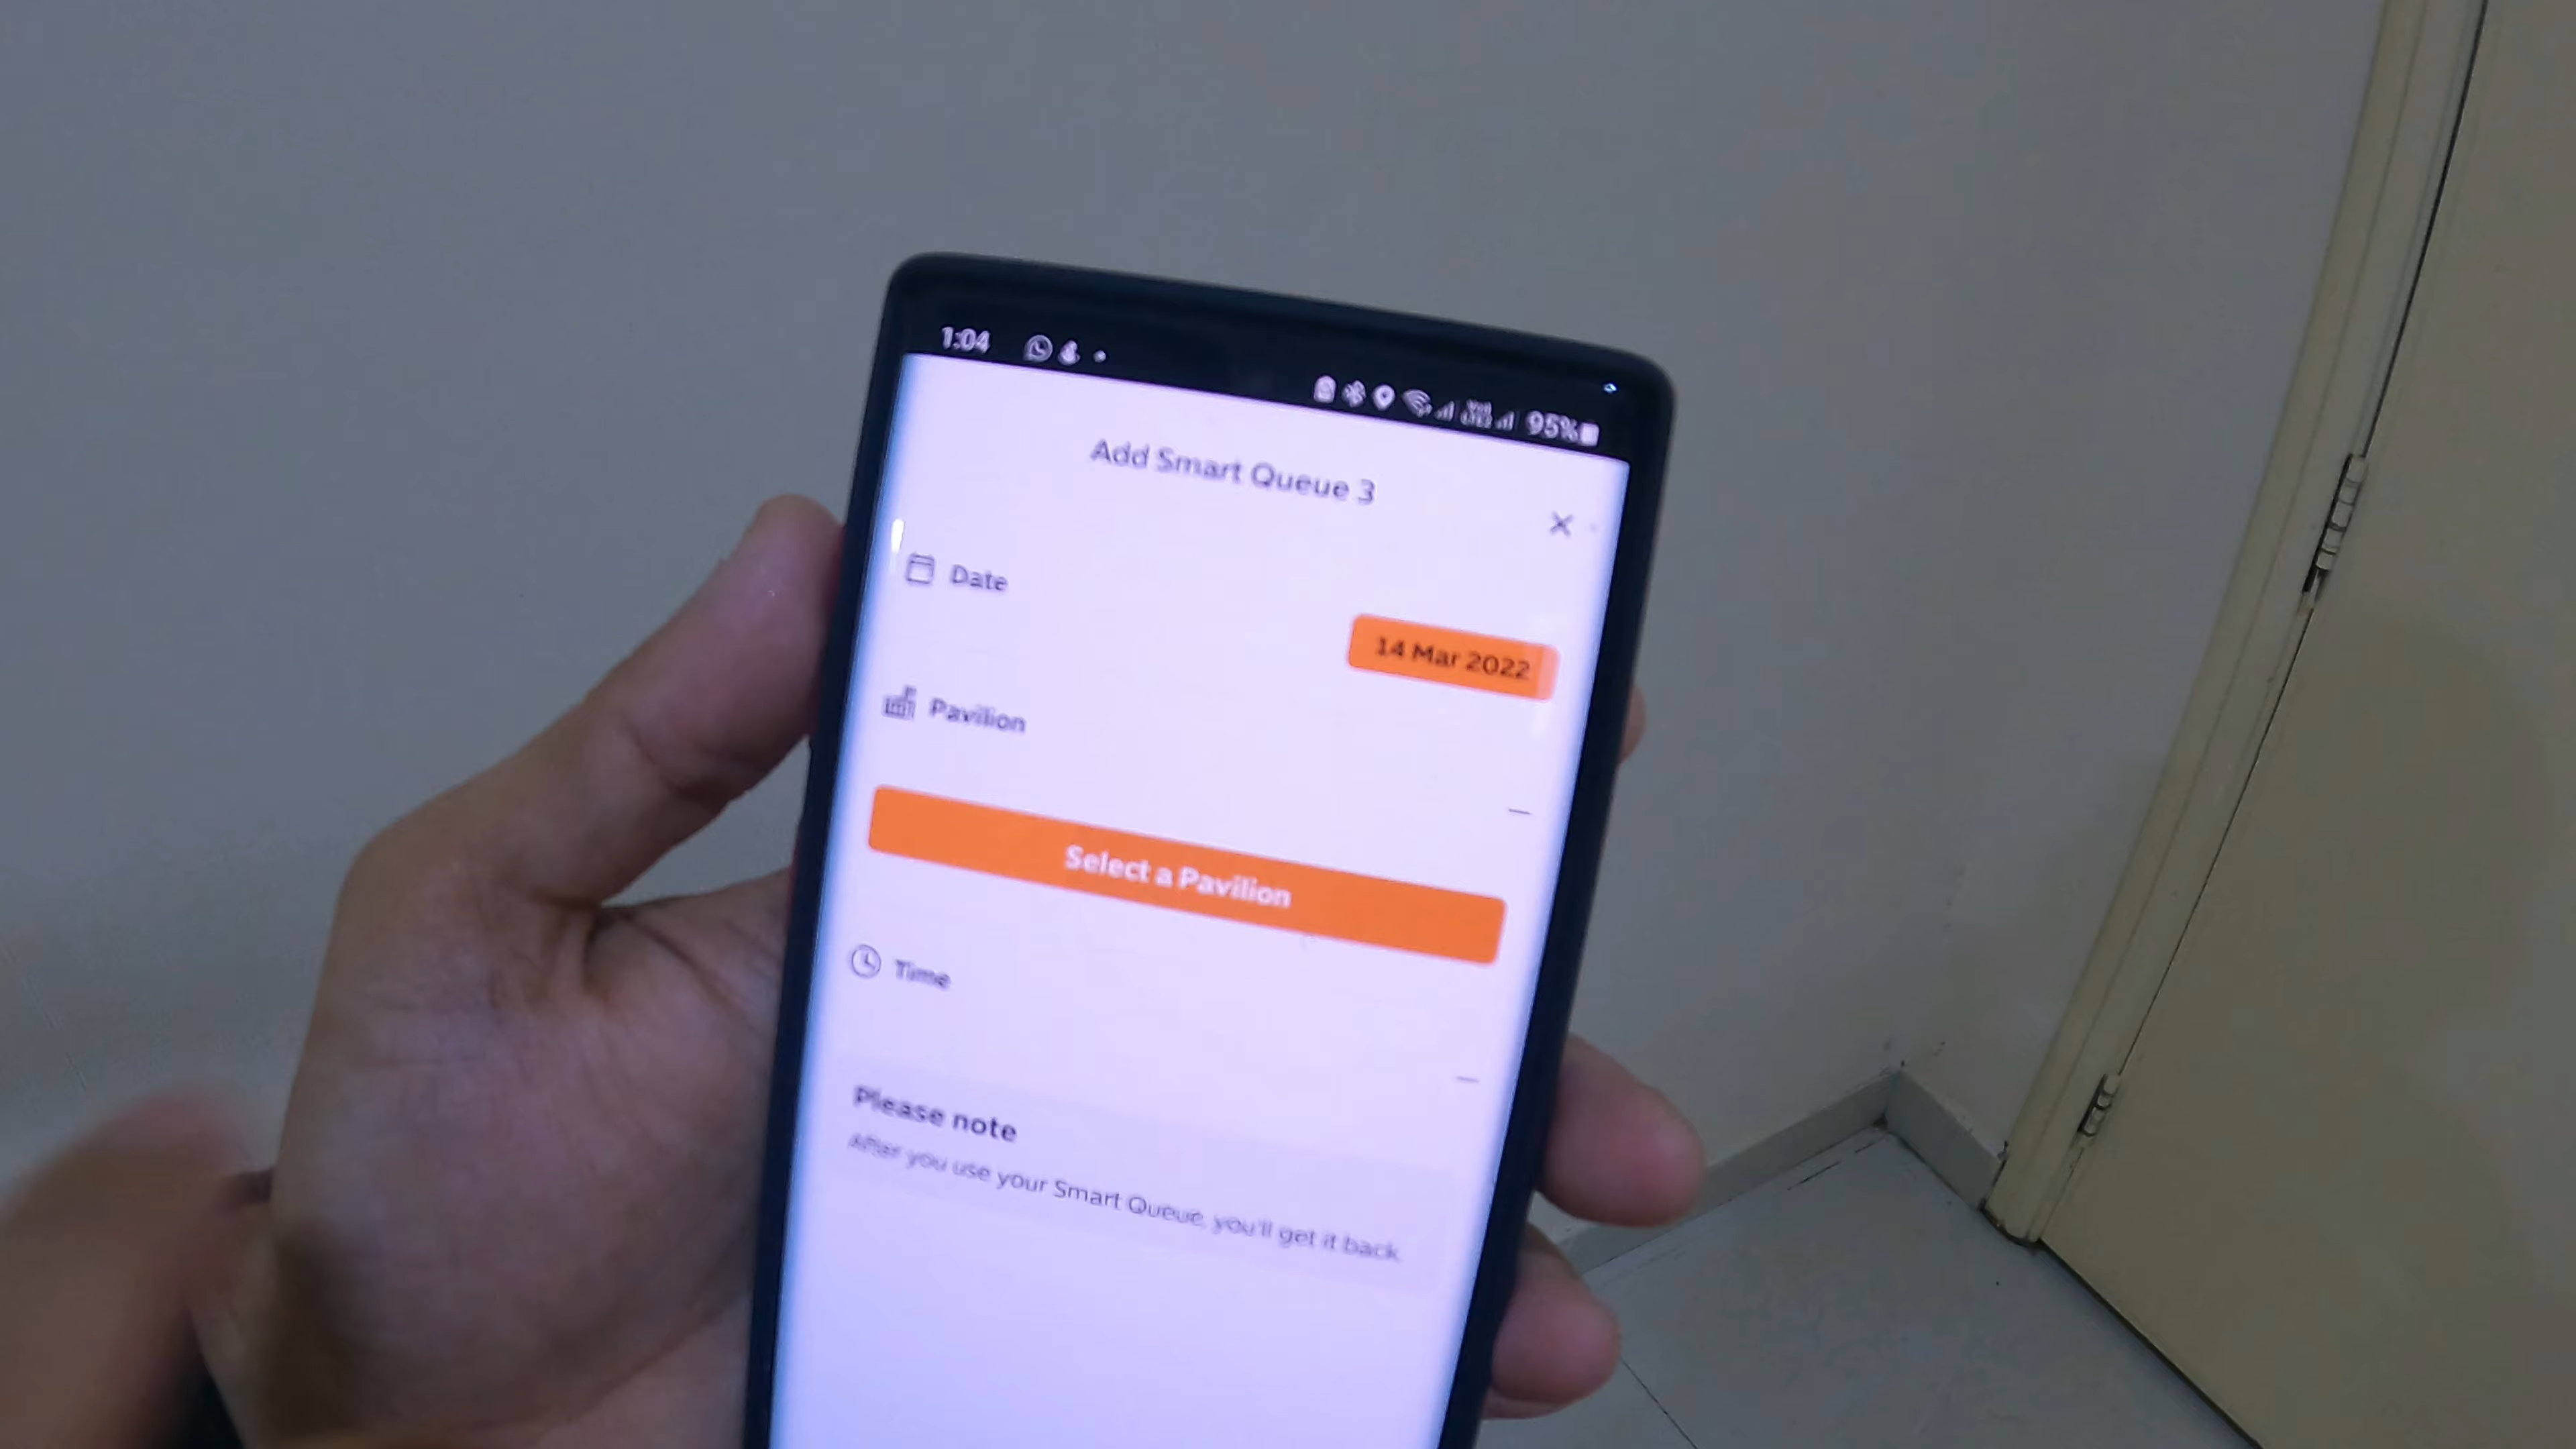 1:04
95%
Add Smart Queue 3
Date
14 Mar 2022
Pavilion
Select a Pavilion
Time
Please note
After you use your Smart Queue, you'll get it back.